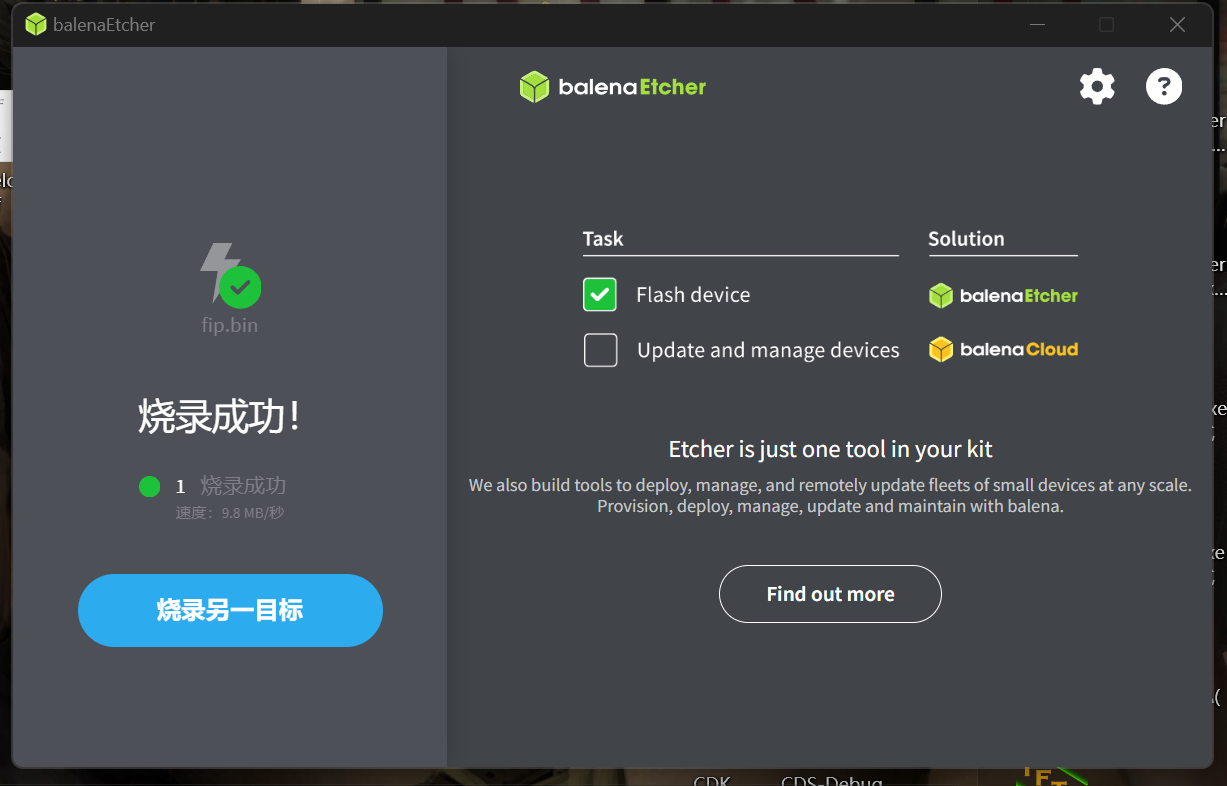 balenaEtcher
balenaEtcher
?
Task
Solution
Flash device
balenaEtcher
Update and manage devices
balenaCloud
fip.bin
烧录成功!
1 烧录成功
速度: 9.8 MB/秒
烧录另一目标
Etcher is just one tool in your kit
We also build tools to deploy, manage, and remotely update fleets of small devices at any scale.
Provision, deploy, manage, update and maintain with balena.
Find out more
CDK
CDS-Debug